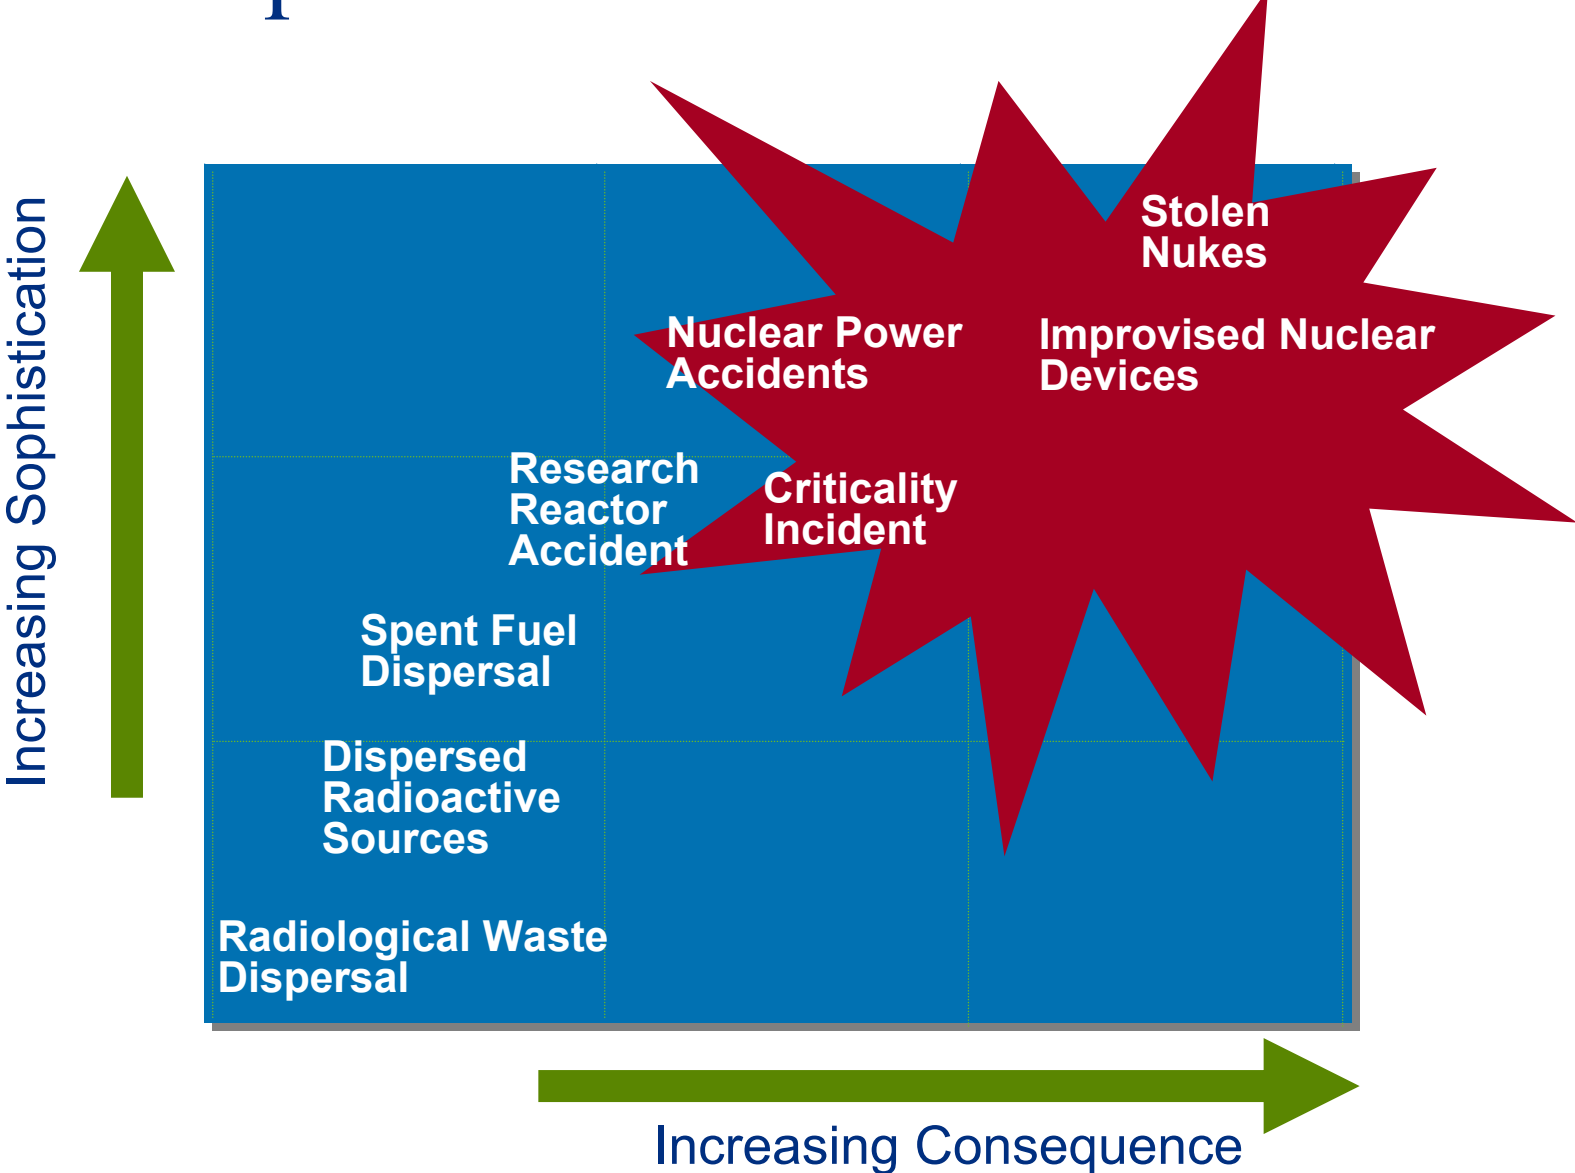 Stolen
Nukes
Nuclear Power
Accidents
Improvised Nuclear
Devices
Research
Reactor
Accident
Criticality
Incident
Spent Fuel
Dispersal
Dispersed
Radioactive
Sources
Radiological Waste
Dispersal
Increasing Sophistication
Increasing Consequence